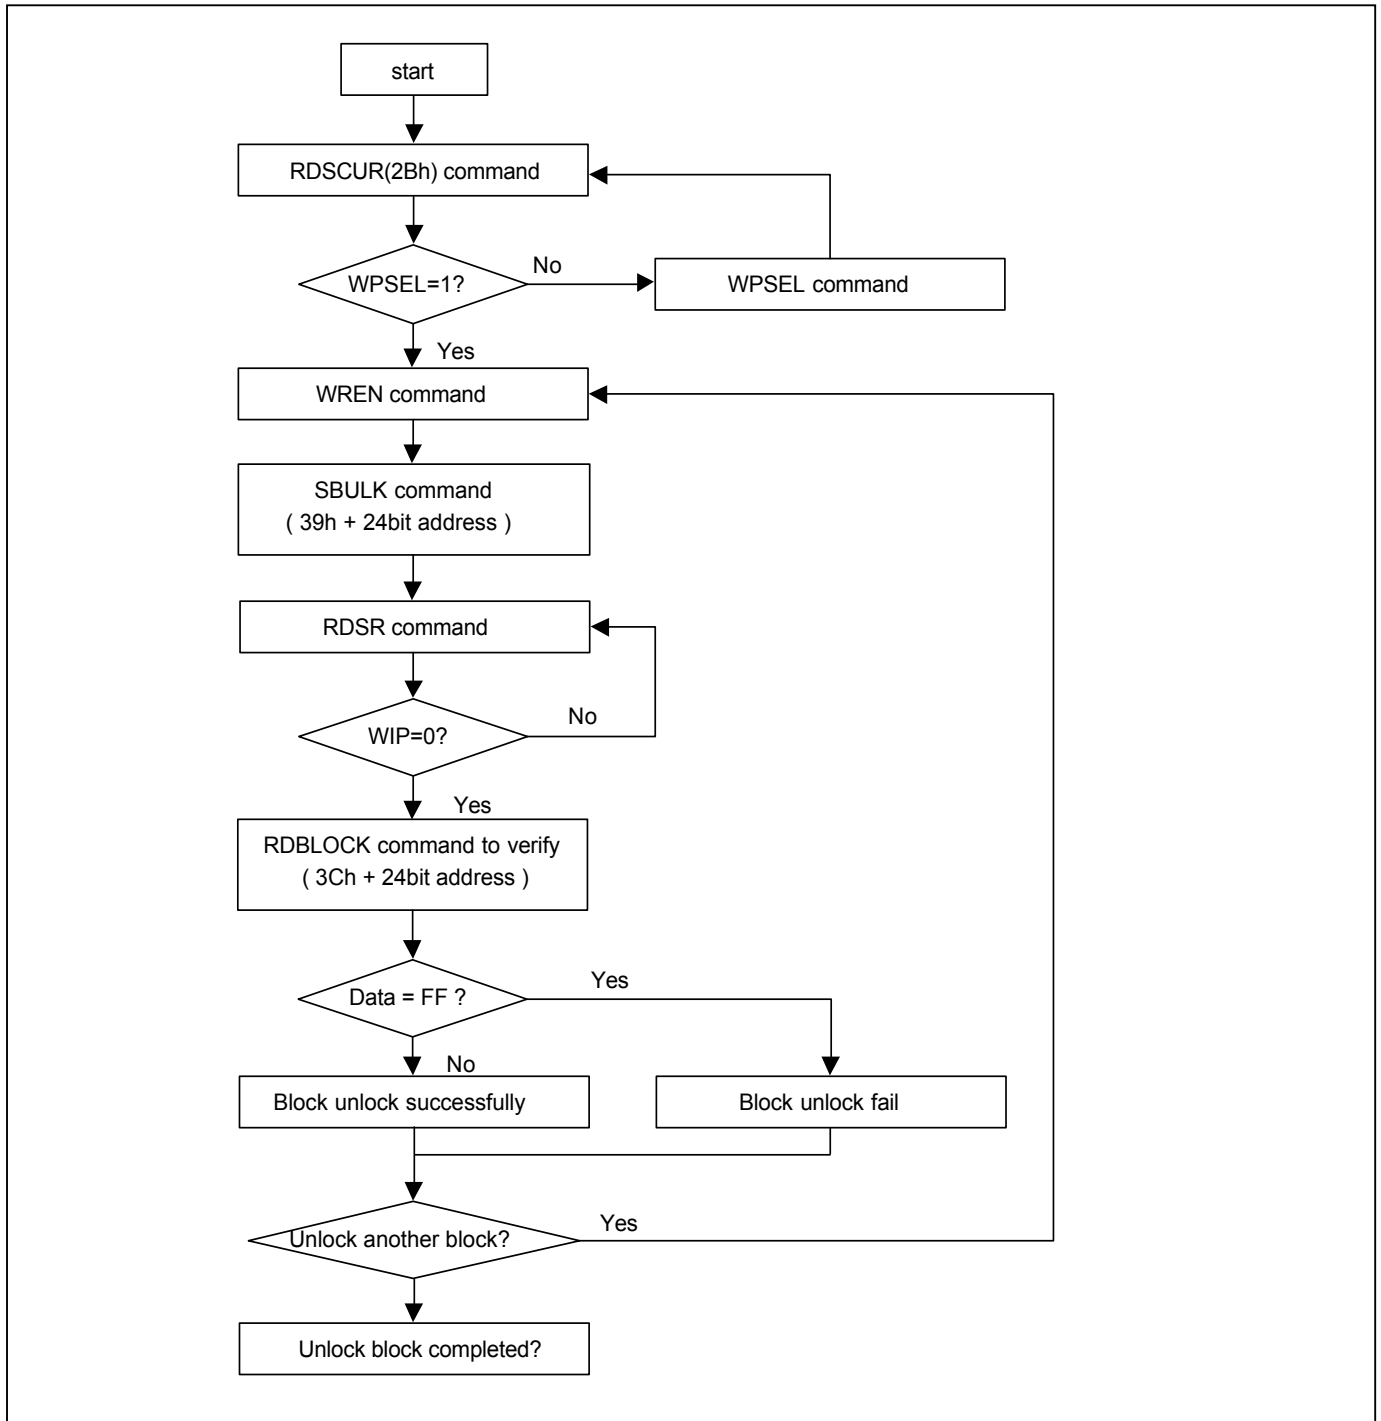 start
RDSCUR(2Bh) command
WPSEL=1?
No
WPSEL command
Yes
WREN command
SBULK command
( 39h + 24bit address )
RDSR command
WIP=0?
No
Yes
RDBLOCK command to verify
( 3Ch + 24bit address )
Data = FF ?
Yes
No
Block unlock successfully
Block unlock fail
Unlock another block?
Yes
Unlock block completed?